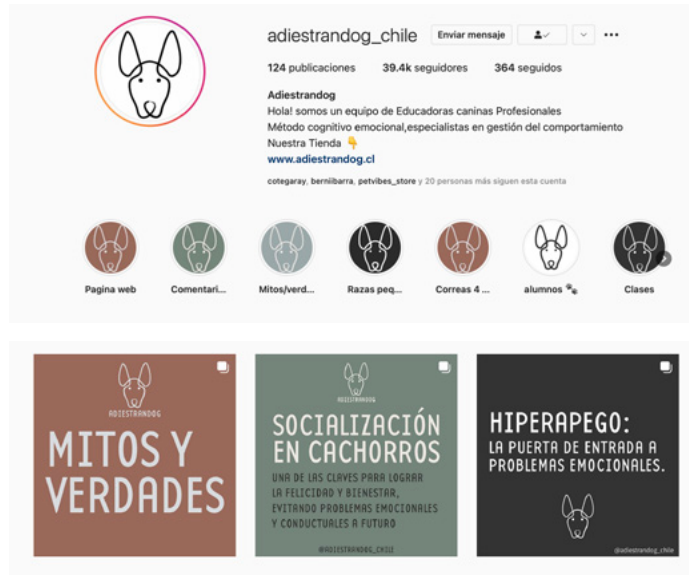 adiestrandog_chile Enviar mensaje
124 publicaciones 39.4k seguidores 364 seguidos
Adiestrandog
Hola! somos un equipo de Educadoras caninas Profesionales
Método cognitivo emocional,especialistas en gestión del comportamiento
Nuestra Tienda 👇
www.adiestrandog.cl
cotegaray, berniibarra, petvibes_store y 20 personas más siguen esta cuenta
Pagina web Comentari... Mitos/verd... Razas peq... Correas 4 ... alumnos 🐾 Clases
ADIESTRANDOG
MITOS Y
VERDADES
ADIESTRANDOG
SOCIALIZACIÓN
EN CACHORROS
UNA DE LAS CLAVES PARA LOGRAR
LA FELICIDAD Y BIENESTAR,
EVITANDO PROBLEMAS EMOCIONALES
Y CONDUCTUALES A FUTURO
@ADIESTRANDOG_CHILE
HIPERAPEGO:
LA PUERTA DE ENTRADA A
PROBLEMAS EMOCIONALES.
@adiestrandog_chile